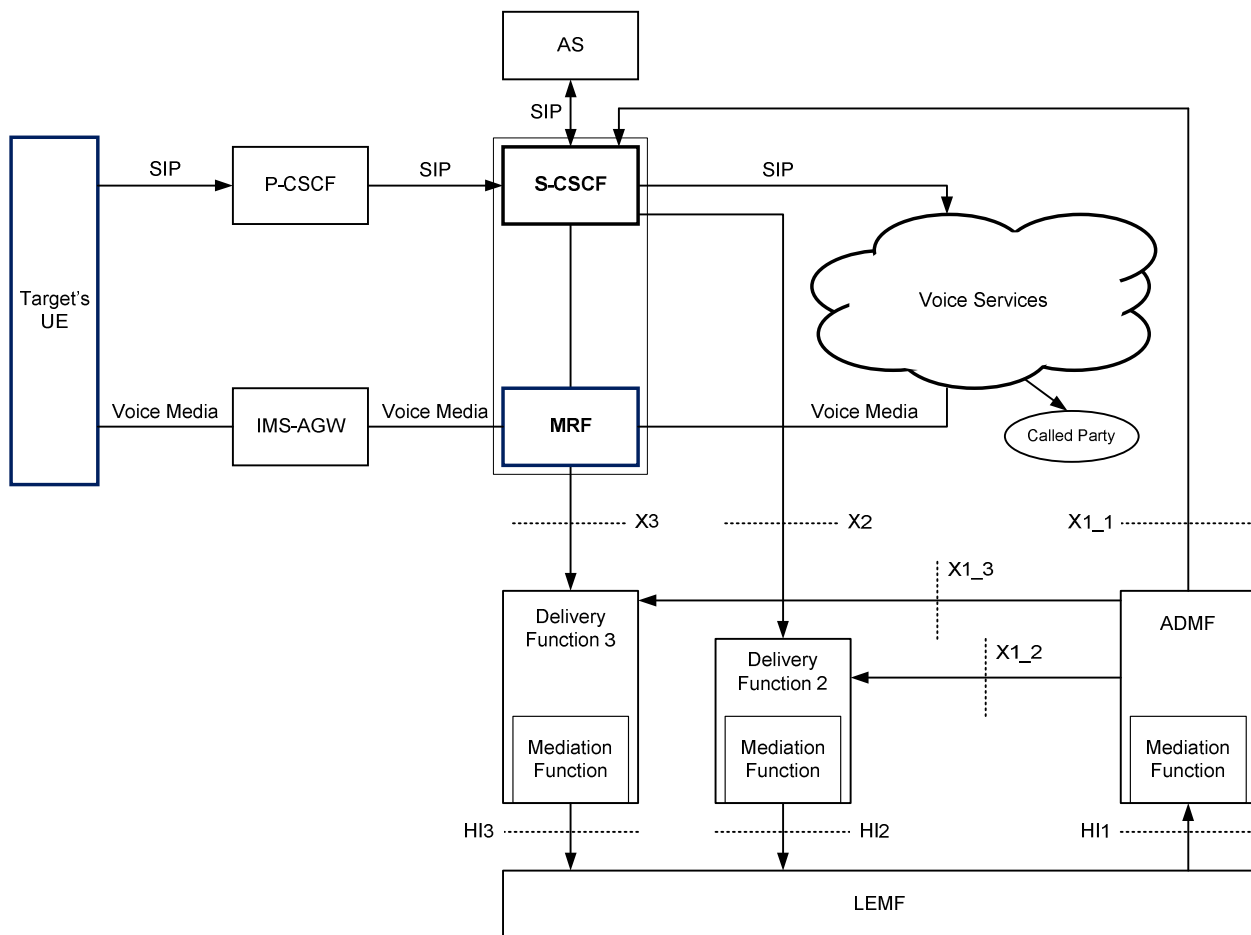 AS
SIP
SIP
SIP
SIP
P-CSCF
S-CSCF
Target's
UE
Voice Services
Voice Media
IMS-AGW
Voice Media
MRF
Voice Media
Called Party
X3
X2
X1_1
X1_3
Delivery
Function 3
ADMF
X1_2
Delivery
Function 2
Mediation
Function
Mediation
Function
Mediation
Function
HI3
HI2
HI1
LEMF